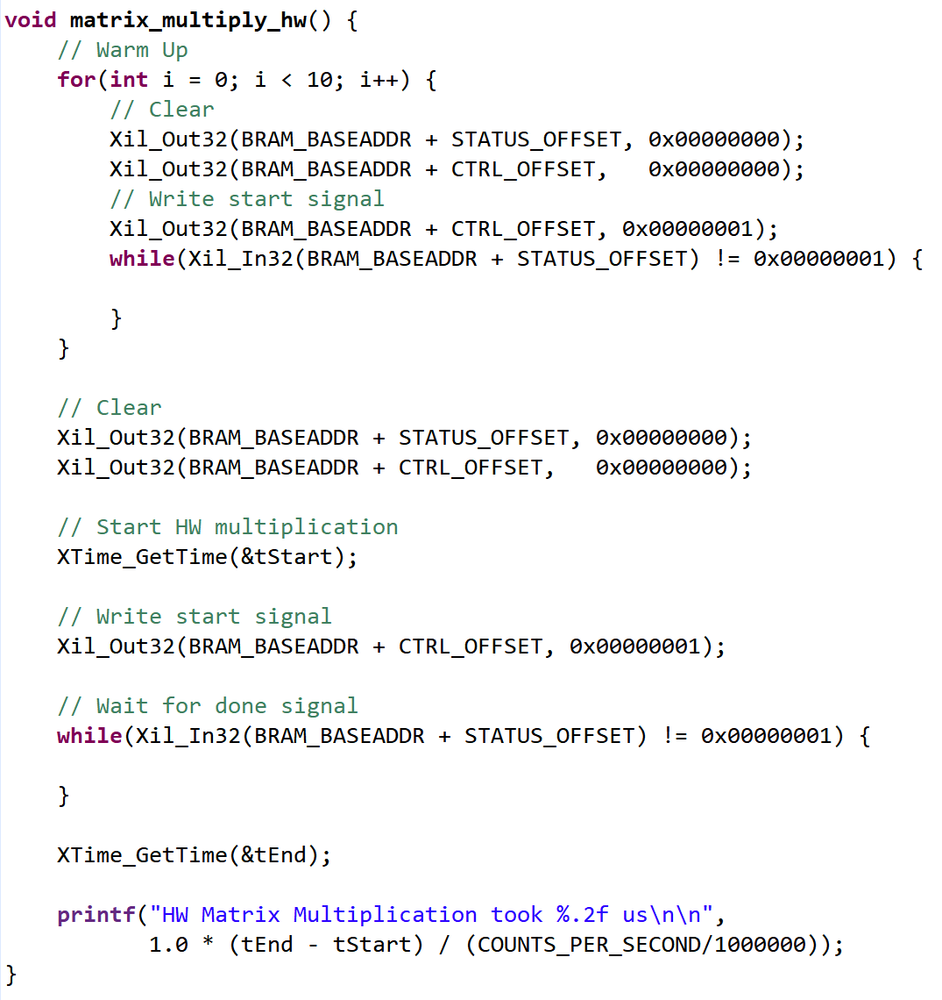 void matrix_multiply_hw() {
    // Warm Up
    for(int i = 0; i < 10; i++) {
        // Clear
        Xil_Out32(BRAM_BASEADDR + STATUS_OFFSET, 0x00000000);
        Xil_Out32(BRAM_BASEADDR + CTRL_OFFSET,   0x00000000);
        // Write start signal
        Xil_Out32(BRAM_BASEADDR + CTRL_OFFSET, 0x00000001);
        while(Xil_In32(BRAM_BASEADDR + STATUS_OFFSET) != 0x00000001) {

        }
    }

    // Clear
    Xil_Out32(BRAM_BASEADDR + STATUS_OFFSET, 0x00000000);
    Xil_Out32(BRAM_BASEADDR + CTRL_OFFSET,   0x00000000);

    // Start HW multiplication
    XTime_GetTime(&tStart);

    // Write start signal
    Xil_Out32(BRAM_BASEADDR + CTRL_OFFSET, 0x00000001);

    // Wait for done signal
    while(Xil_In32(BRAM_BASEADDR + STATUS_OFFSET) != 0x00000001) {

    }

    XTime_GetTime(&tEnd);

    printf("HW Matrix Multiplication took %.2f us\n\n",
           1.0 * (tEnd - tStart) / (COUNTS_PER_SECOND/1000000));
}